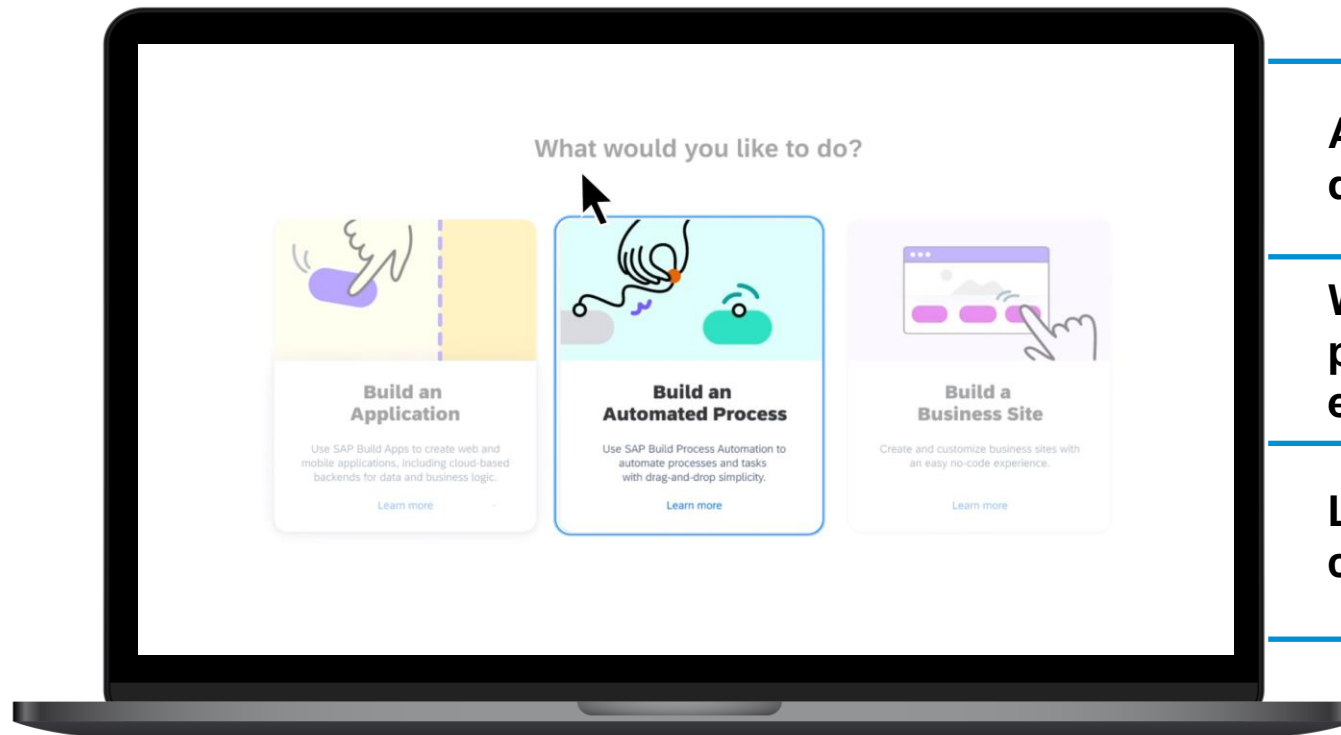 What would you like to do?
Build an
Application
Use SAP Build Apps to create web and
mobile applications, including cloud-based
backends for data and business logic.
Learn more
Build an
Automated Process
Use SAP Build Process Automation to
automate processes and tasks
with drag-and-drop simplicity.
Learn more
Build a
Business Site
Create and customize business sites with
an easy no-code experience.
Learn more